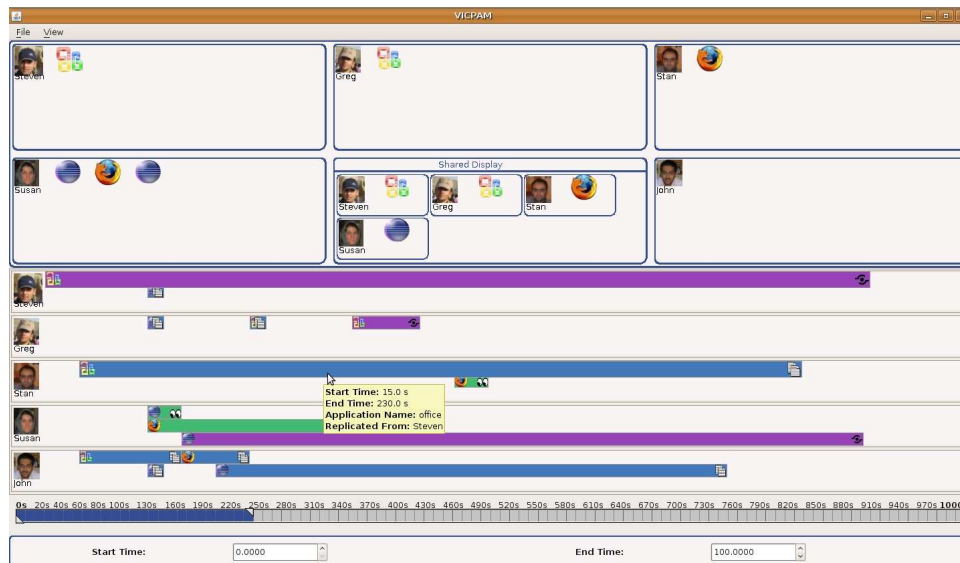 VICPAM
File View
Steven
Greg
Stan
Susan
Shared Display
Steven
Greg
Stan
Susan
John
Steven
Greg
Stan
Start Time: 15.0 s
End Time: 230.0 s
Application Name: office
Replicated From: Steven
Susan
John
0s 20s 40s 60s 80s 100s 130s 160s 190s 220s 250s 280s 310s 340s 370s 400s 430s 460s 490s 520s 550s 580s 610s 640s 670s 700s 730s 760s 790s 820s 850s 880s 910s 940s 970s 1000
Start Time: 0.0000 End Time: 100.0000